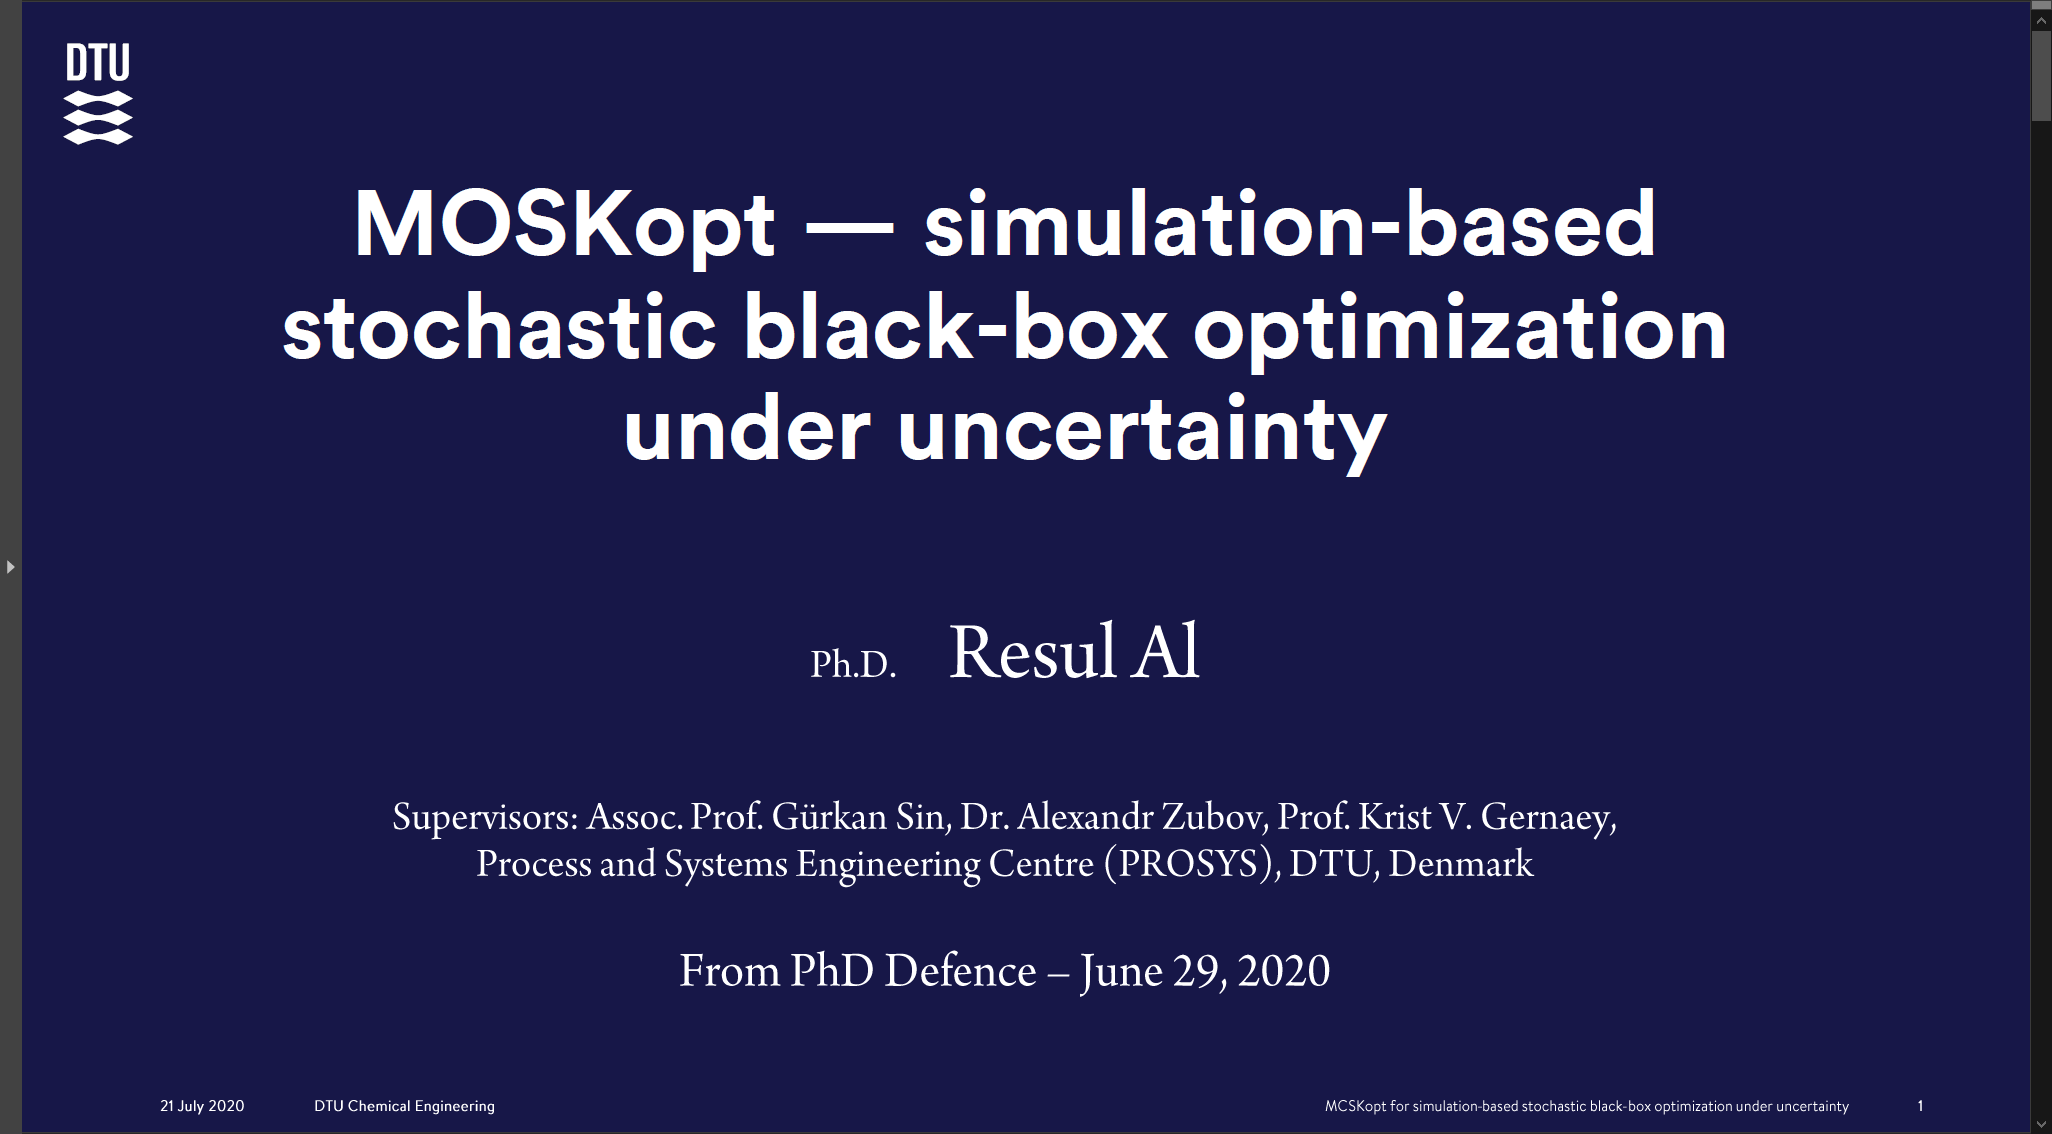 DTU
MOSKopt — simulation-based
stochastic black-box optimization
under uncertainty
Ph.D. Resul Al
Supervisors: Assoc. Prof. Gürkan Sin, Dr. Alexandr Zubov, Prof. Krist V. Gernaey,
Process and Systems Engineering Centre (PROSYS), DTU, Denmark
From PhD Defence – June 29, 2020
21 July 2020 DTU Chemical Engineering MCSKopt for simulation-based stochastic black-box optimization under uncertainty 1